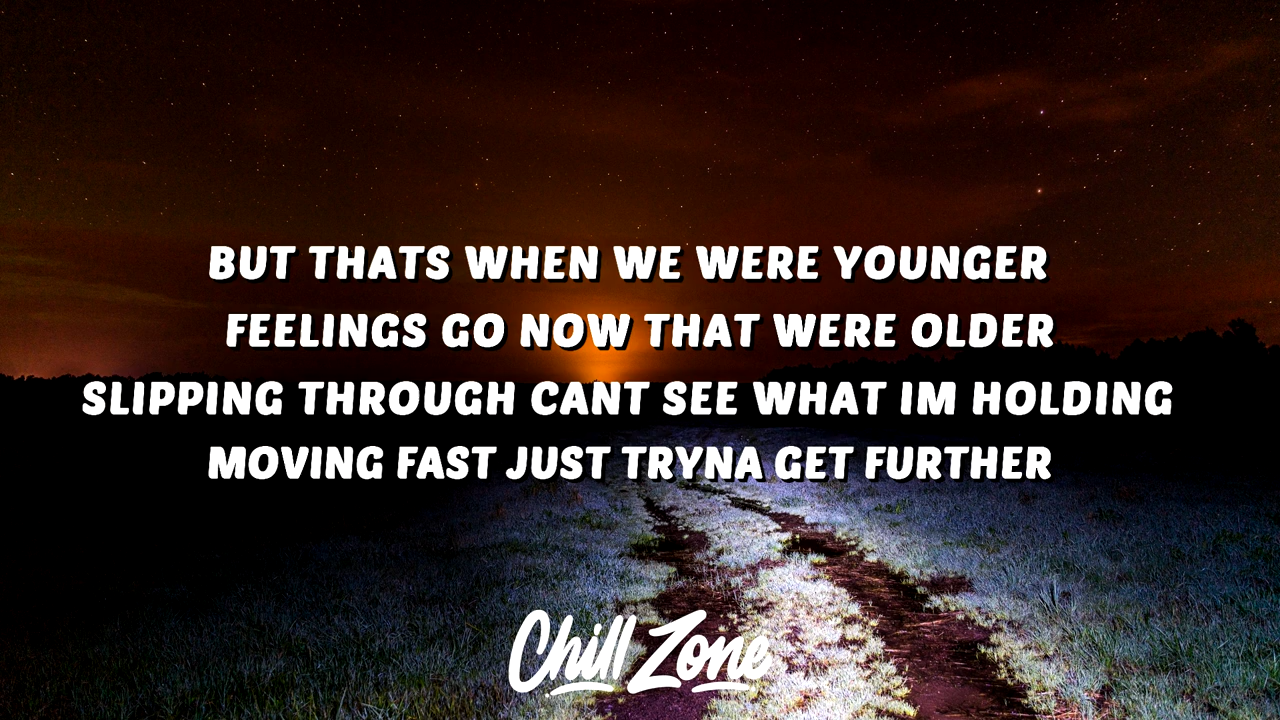 BUT THATS WHEN WE WERE YOUNGER
FEELINGS GO NOW THAT WERE OLDER
SLIPPING THROUGH CANT SEE WHAT IM HOLDING
MOVING FAST JUST TRYNA GET FURTHER
Chill Zone